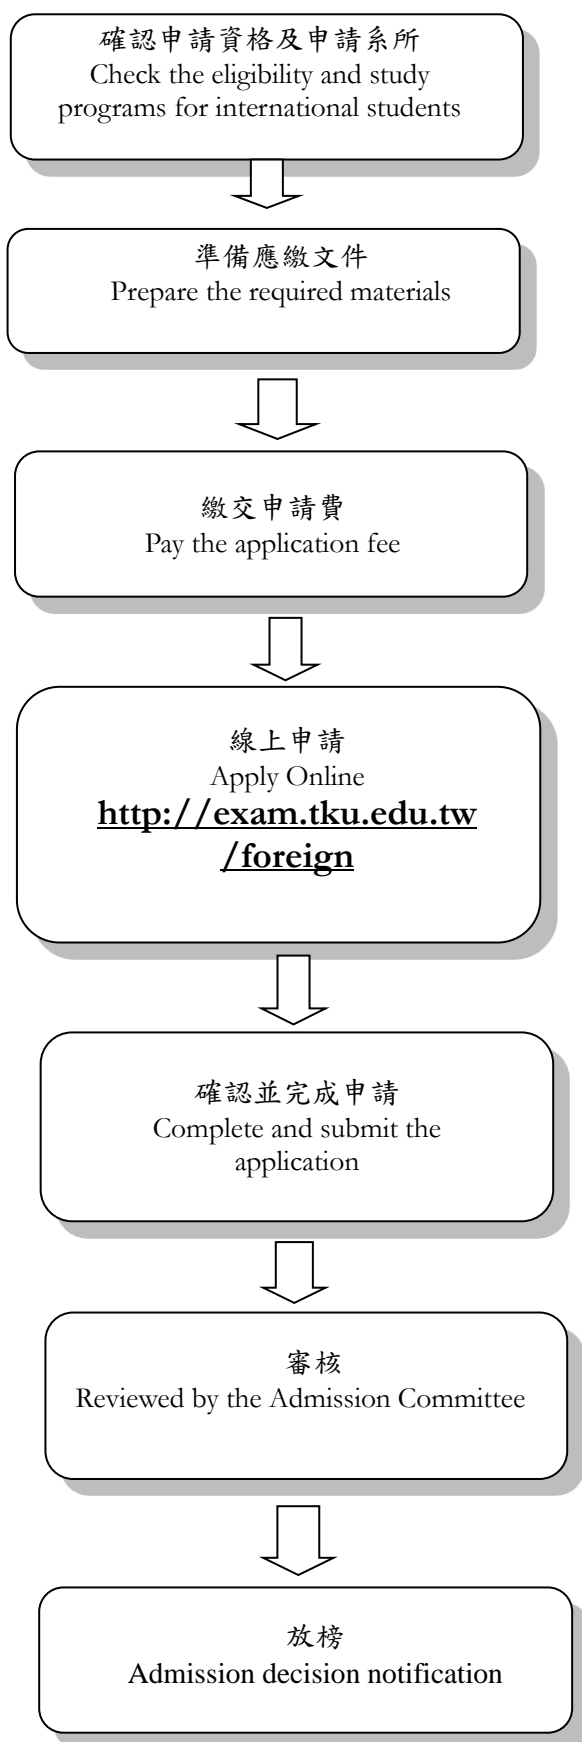 確認申請資格及申請系所
Check the eligibility and study
programs for international students
準備應繳文件
Prepare the required materials
繳交申請費
Pay the application fee
線上申請
Apply Online
http://exam.tku.edu.tw
/foreign
確認並完成申請
Complete and submit the
application
審核
Reviewed by the Admission Committee
放榜
Admission decision notification